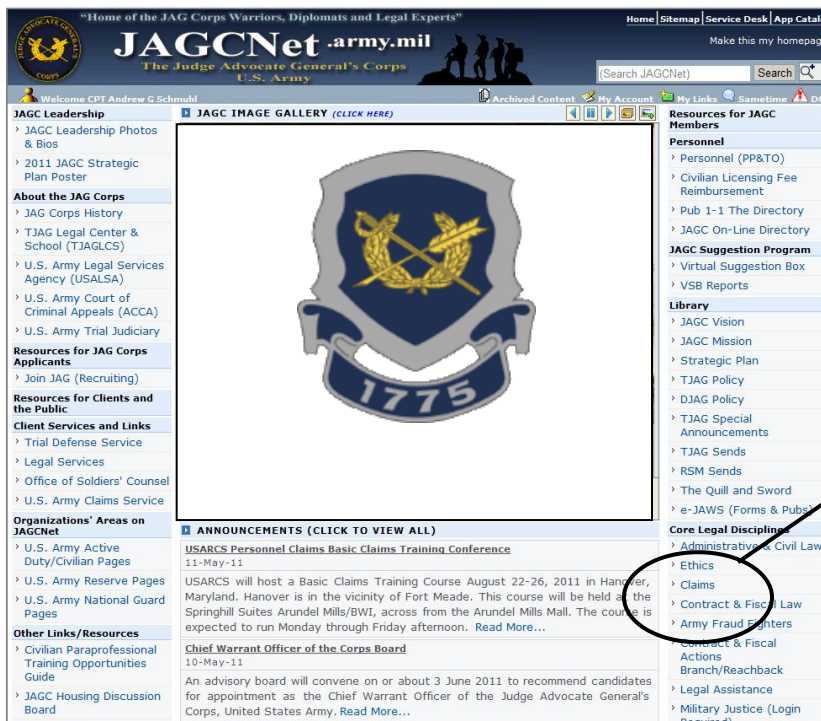 "Home of the JAG Corps Warriors, Diplomats and Legal Experts"
JAGCNet .army.mil
The Judge Advocate General's Corps
U.S. Army
JUDGE ADVOCATE GENERAL'S
CORPS
Home Sitemap Service Desk App Catal
Make this my homepag
(Search JAGCNet)
Search
Welcome CPT Andrew G Schmuhl
Archived Content
My Account
My Links
Sametime
DC
JAGC Leadership
JAGC Leadership Photos
& Bios
2011 JAGC Strategic
Plan Poster
About the JAG Corps
JAG Corps History
TJAG Legal Center &
School (TJAGLCS)
U.S. Army Legal Services
Agency (USALSA)
U.S. Army Court of
Criminal Appeals (ACCA)
U.S. Army Trial Judiciary
Resources for JAG Corps
Applicants
Join JAG (Recruiting)
Resources for Clients and
the Public
Client Services and Links
Trial Defense Service
Legal Services
Office of Soldiers' Counsel
U.S. Army Claims Service
Organizations' Areas on
JAGCNet
U.S. Army Active
Duty/Civilian Pages
U.S. Army Reserve Pages
U.S. Army National Guard
Pages
Other Links/Resources
Civilian Paraprofessional
Training Opportunities
Guide
JAGC Housing Discussion
Board
JAGC IMAGE GALLERY (CLICK HERE)
1775
ANNOUNCEMENTS (CLICK TO VIEW ALL)
USARCS Personnel Claims Basic Claims Training Conference
11-May-11
USARCS will host a Basic Claims Training Course August 22-26, 2011 in Hanover,
Maryland. Hanover is in the vicinity of Fort Meade. This course will be held at the
Springhill Suites Arundel Mills/BWI, across from the Arundel Mills Mall. The course is
expected to run Monday through Friday afternoon. Read More...
Chief Warrant Officer of the Corps Board
10-May-11
An advisory board will convene on or about 3 June 2011 to recommend candidates
for appointment as the Chief Warrant Officer of the Judge Advocate General's
Corps, United States Army. Read More...
Resources for JAGC
Members
Personnel
Personnel (PP&TO)
Civilian Licensing Fee
Reimbursement
Pub 1-1 The Directory
JAGC On-Line Directory
JAGC Suggestion Program
Virtual Suggestion Box
VSB Reports
Library
JAGC Vision
JAGC Mission
Strategic Plan
TJAG Policy
DJAG Policy
TJAG Special
Announcements
TJAG Sends
RSM Sends
The Quill and Sword
e-JAWS (Forms & Pubs)
Core Legal Disciplines
Administrative & Civil Law
Ethics
Claims
Contract & Fiscal Law
Army Fraud Fighters
Contract & Fiscal
Actions
Branch/Reachback
Legal Assistance
Military Justice (Login
Required)